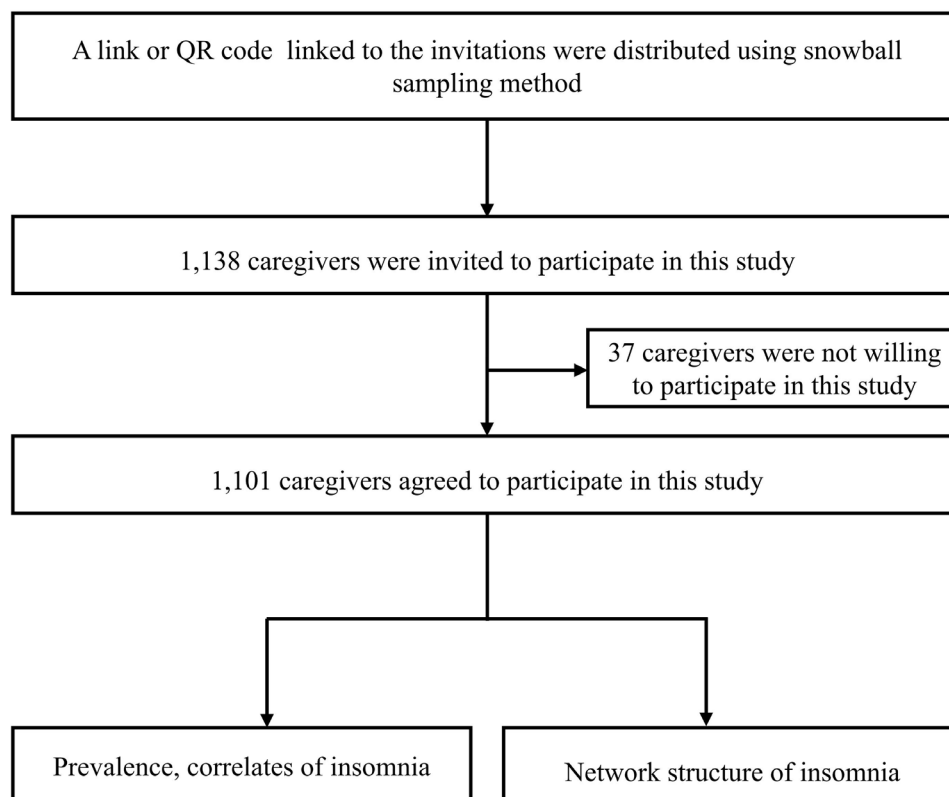 A link or QR code linked to the invitations were distributed using snowball
sampling method
1,138 caregivers were invited to participate in this study
37 caregivers were not willing
to participate in this study
1,101 caregivers agreed to participate in this study
Prevalence, correlates of insomnia
Network structure of insomnia